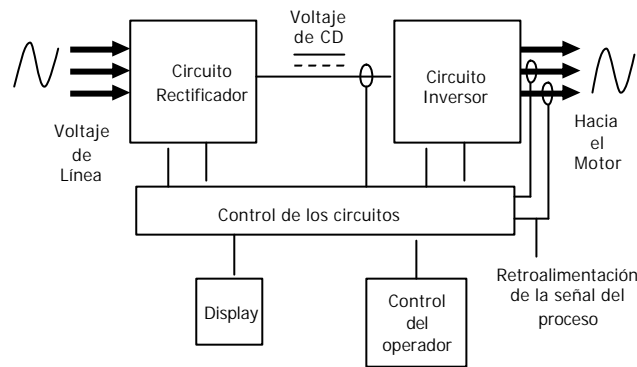 Voltaje
de CD
Circuito
Rectificador
Circuito
Inversor
Voltaje
de
Línea
Hacia
el
Motor
Control de los circuitos
Display
Control
del
operador
Retroalimentación
de la señal del
proceso